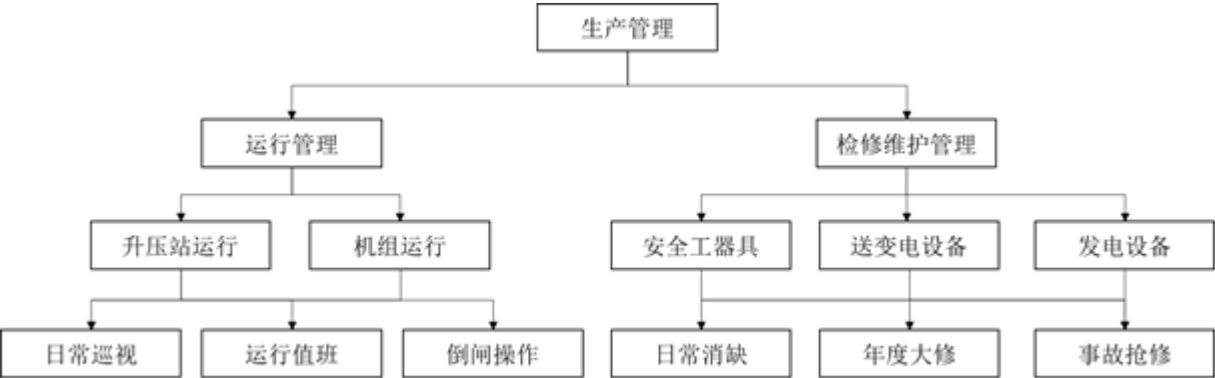 生产管理
运行管理
检修维护管理
升压站运行
机组运行
安全工器具
送变电设备
发电设备
日常巡视
运行值班
倒闸操作
日常消缺
年度大修
事故抢修